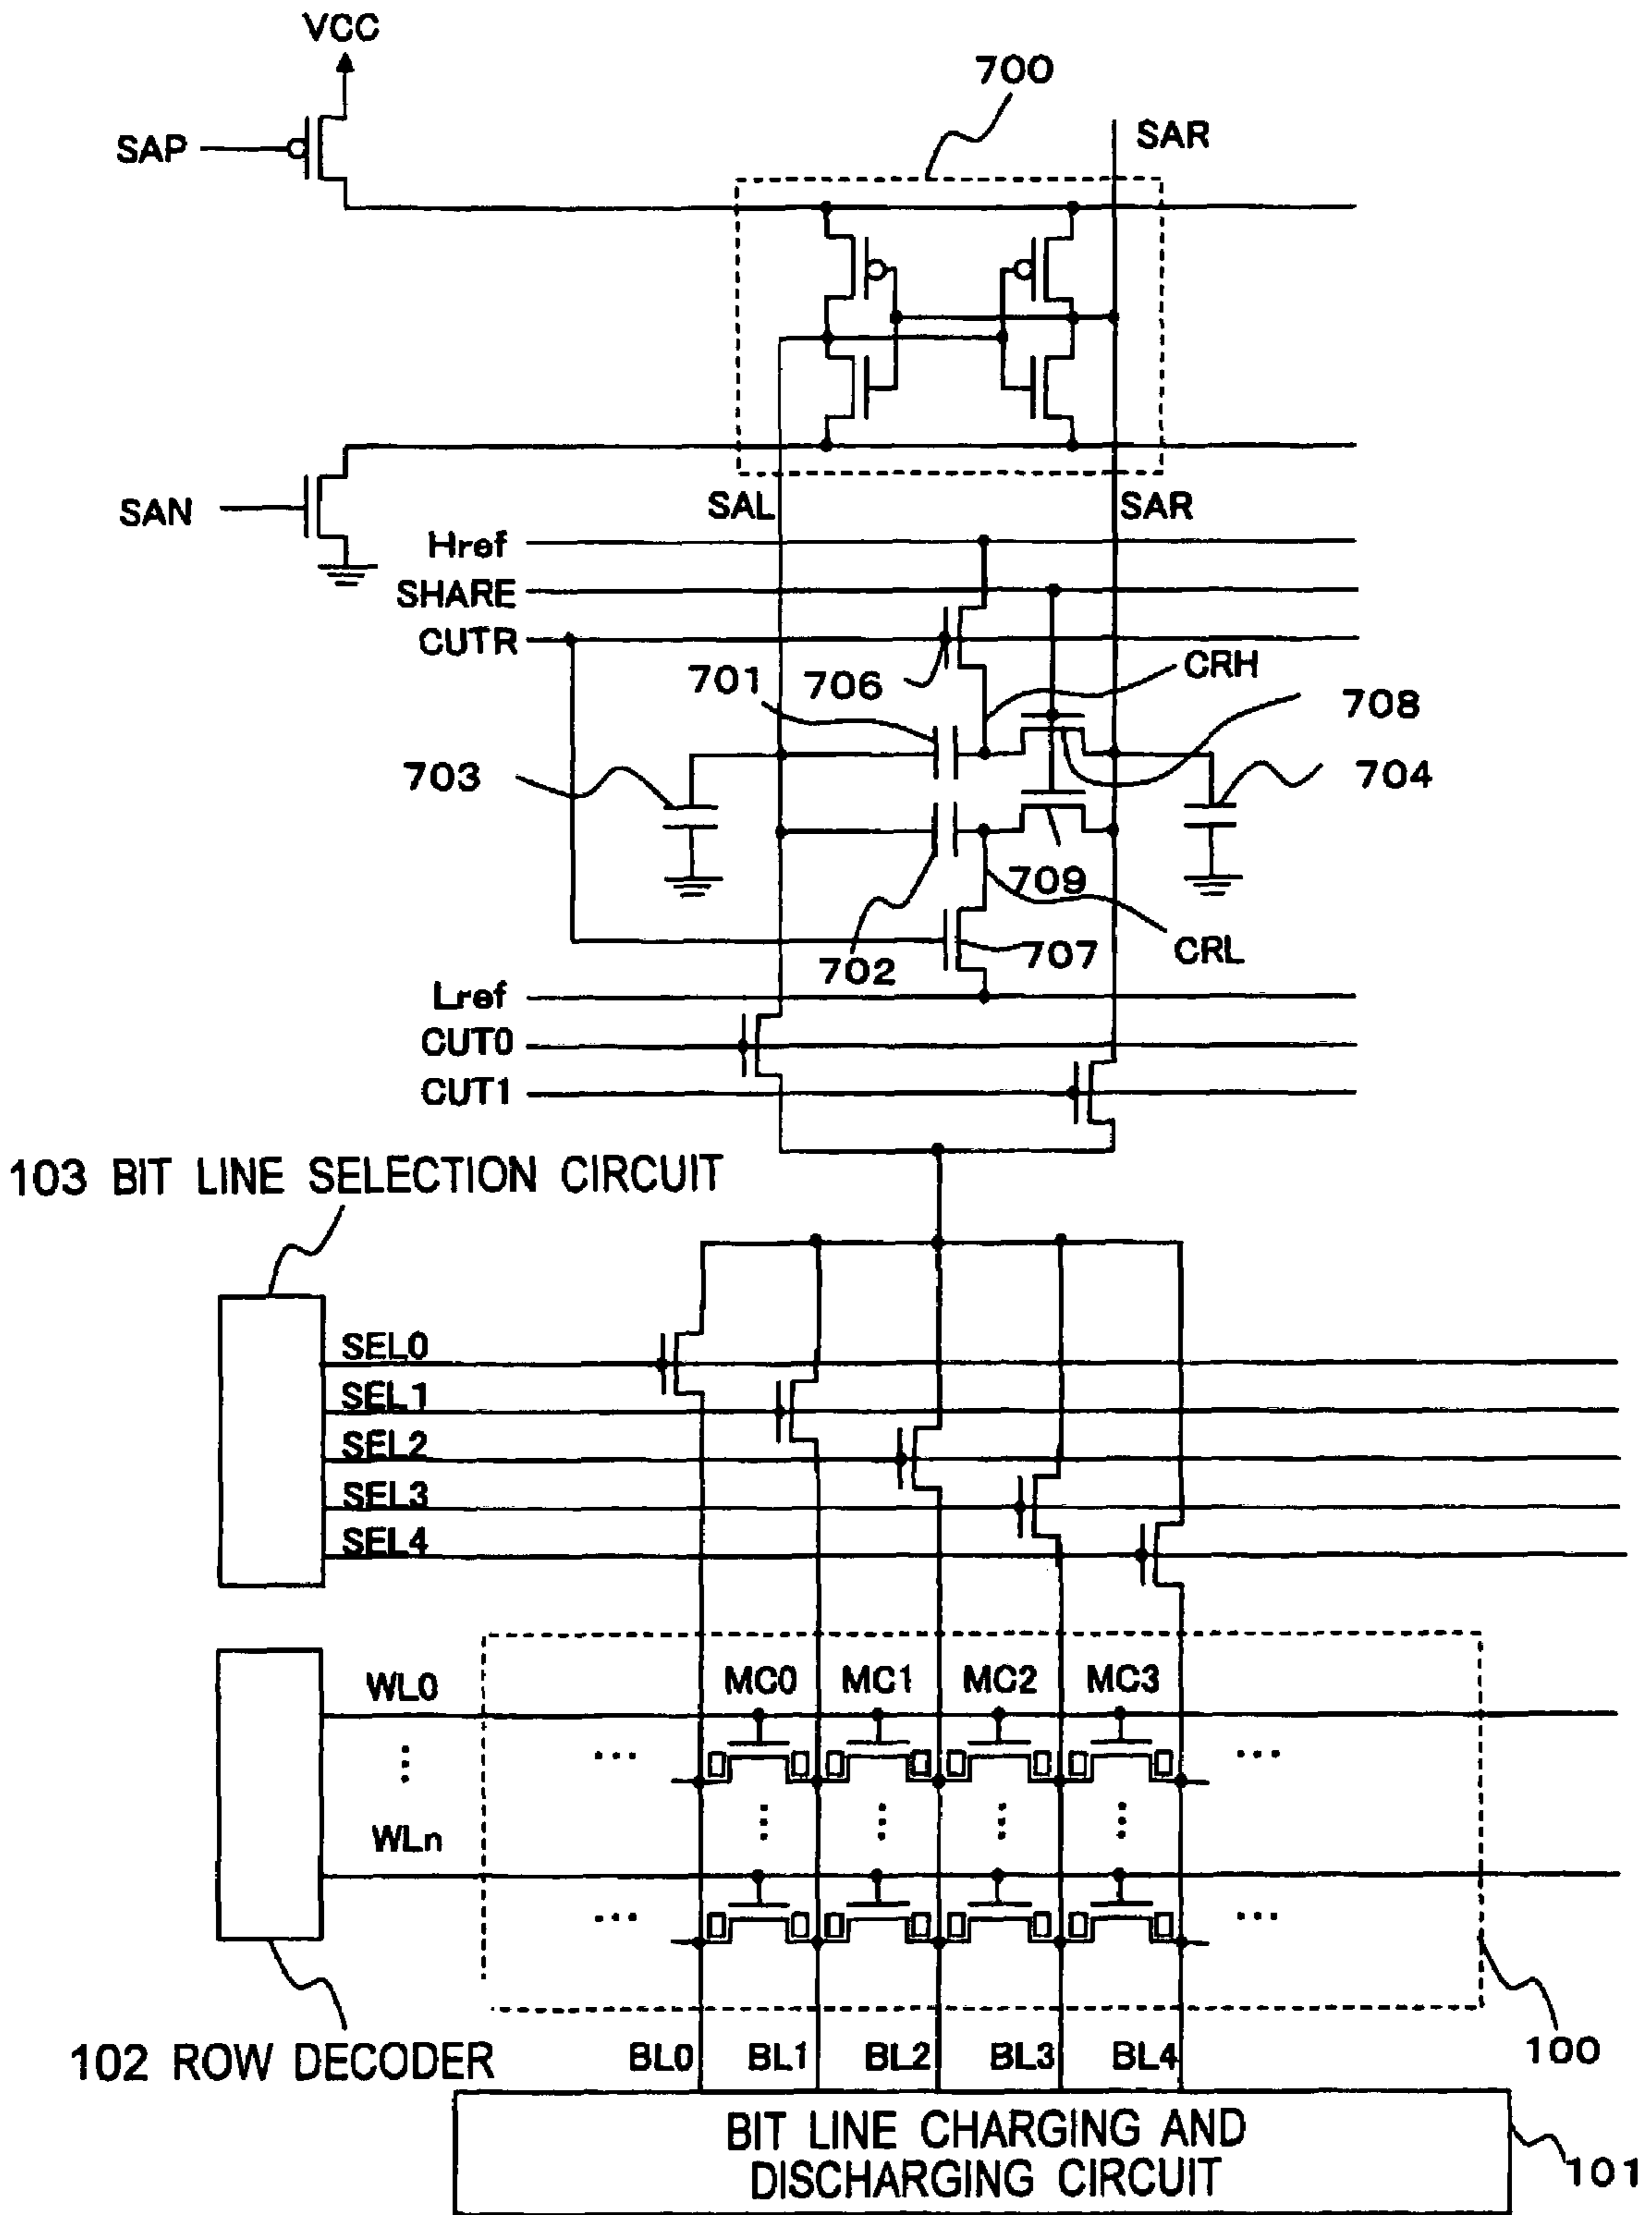 VCC
700
SAP
SAR
SAN
SAL
SAR
Href
SHARE
CUTR
701
706
CRH
708
703
704
709
702
707
CRL
Lref
CUT0
CUT1
103 BIT LINE SELECTION CIRCUIT
SEL0
SEL1
SEL2
SEL3
SEL4
WL0
MC0
MC1
MC2
MC3
WLn
102 ROW DECODER
BL0
BL1
BL2
BL3
BL4
100
BIT LINE CHARGING AND
DISCHARGING CIRCUIT
101